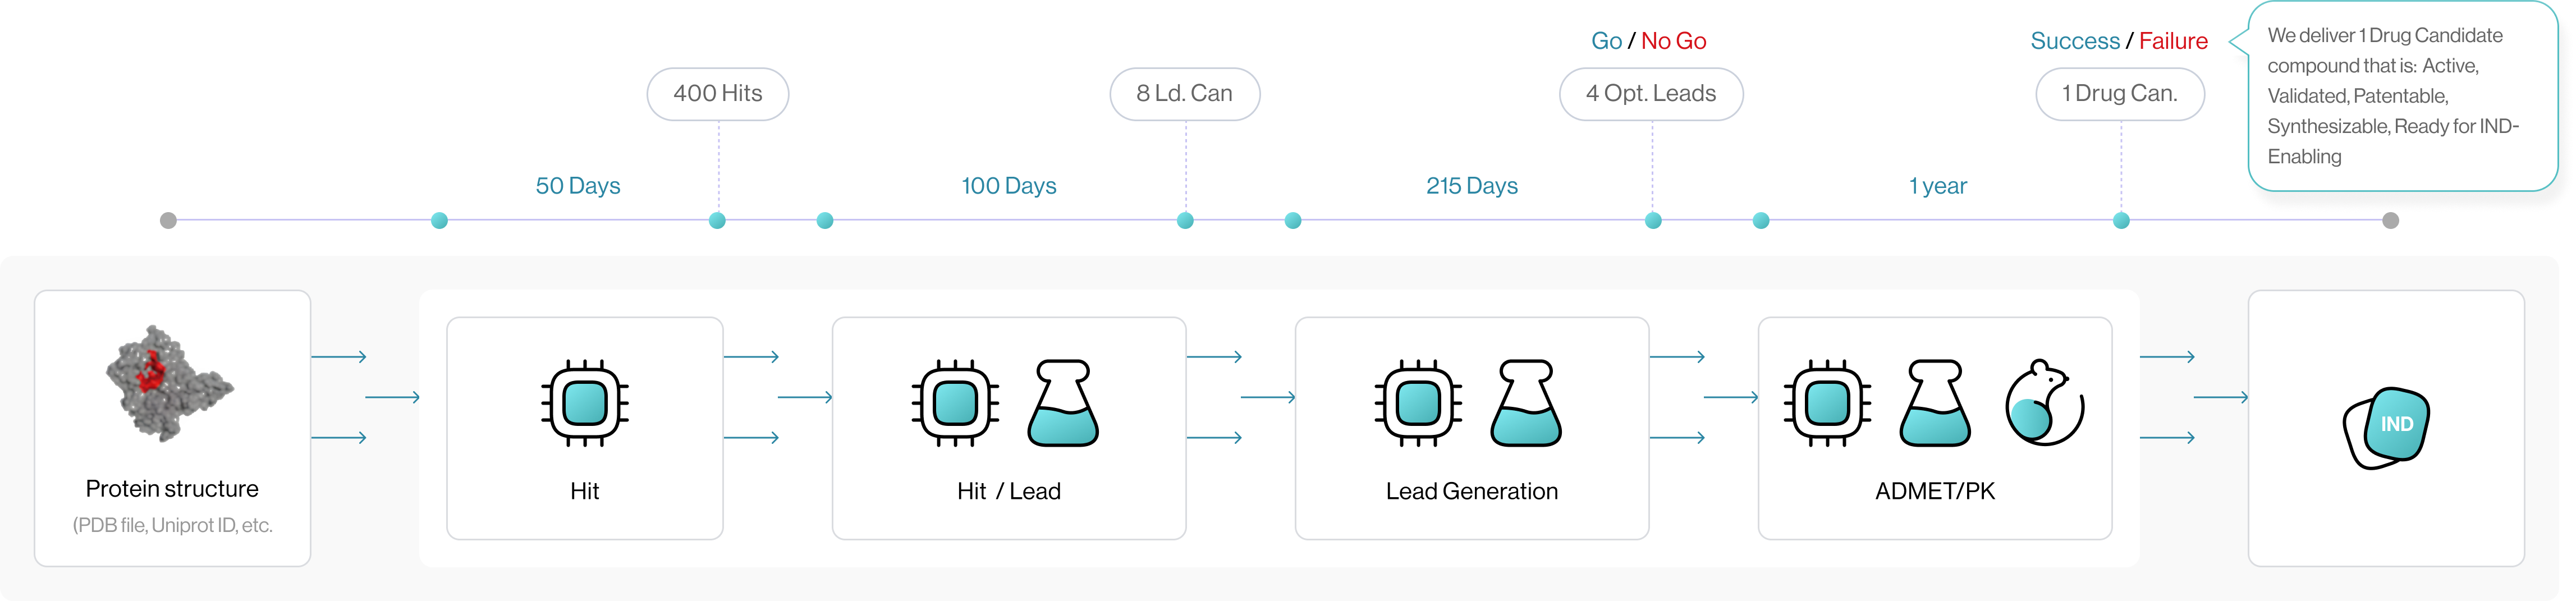 Go / No Go
Success / Failure
We deliver 1 Drug Candidate
compound that is: Active,
Validated, Patentable,
Synthesizable, Ready for IND-
Enabling
400 Hits
8 Ld. Can
4 Opt. Leads
1 Drug Can.
50 Days
100 Days
215 Days
1 year
Protein structure
(PDB file, Uniprot ID, etc.
Hit
Hit / Lead
Lead Generation
ADMET/PK
IND